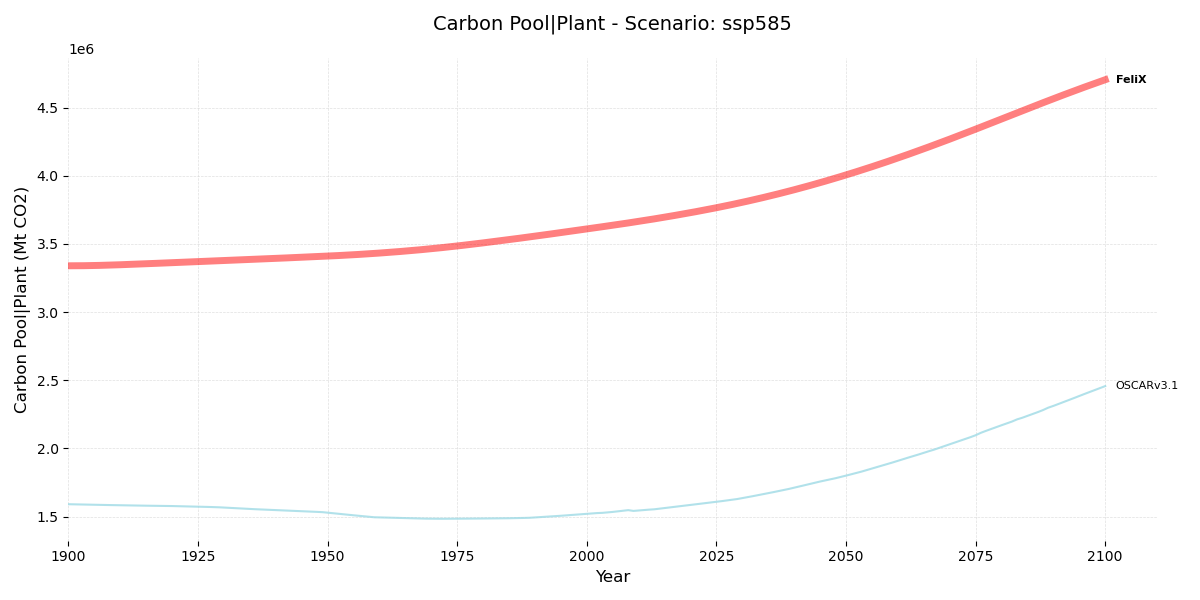 Carbon Pool|Plant - Scenario: ssp585
1e6
4.5
4.0
3.5
3.0
2.5
2.0
1.5
Carbon Pool|Plant (Mt CO2)
FeliX
OSCARv3.1
1900 1925 1950 1975 2000 2025 2050 2075 2100
Year